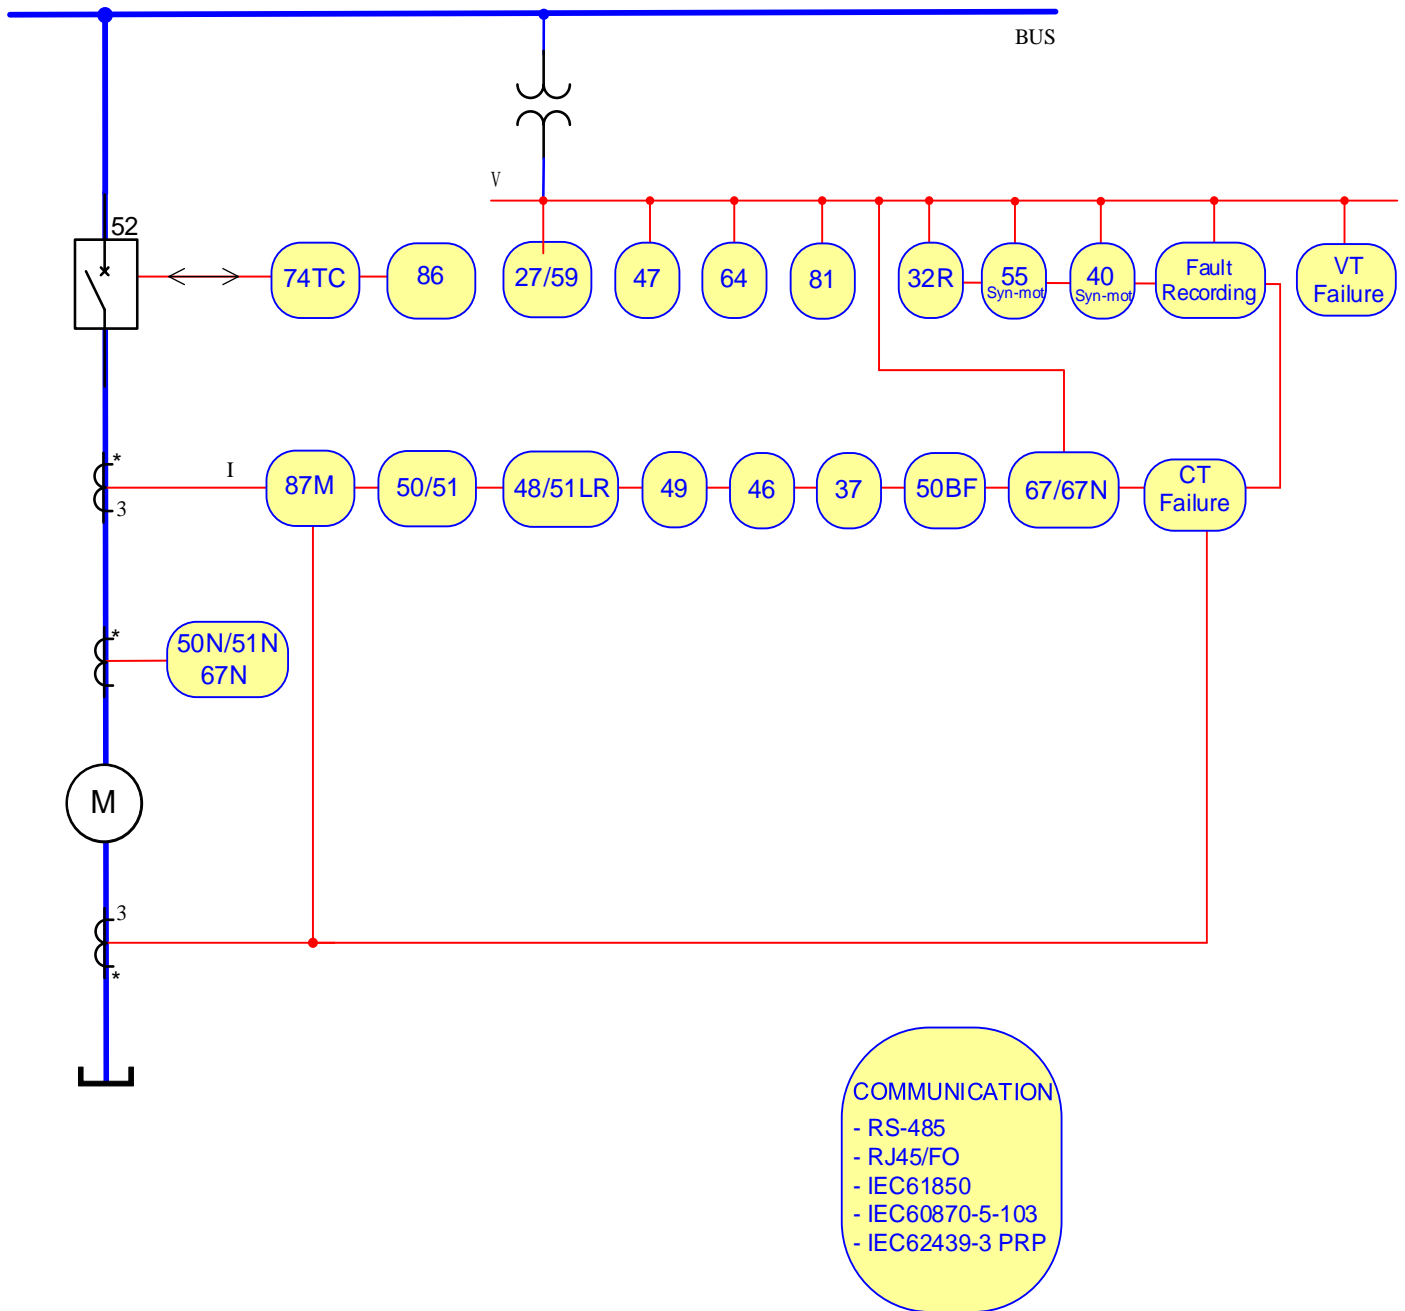 BUS
V
52
74TC
86
27/59
47
64
81
32R
55
Syn-mot
40
Syn-mot
Fault
Recording
VT
Failure
*
3
I
87M
50/51
48/51LR
49
46
37
50BF
67/67N
CT
Failure
*
50N/51N
67N
M
3
*
COMMUNICATION
- RS-485
- RJ45/FO
- IEC61850
- IEC60870-5-103
- IEC62439-3 PRP